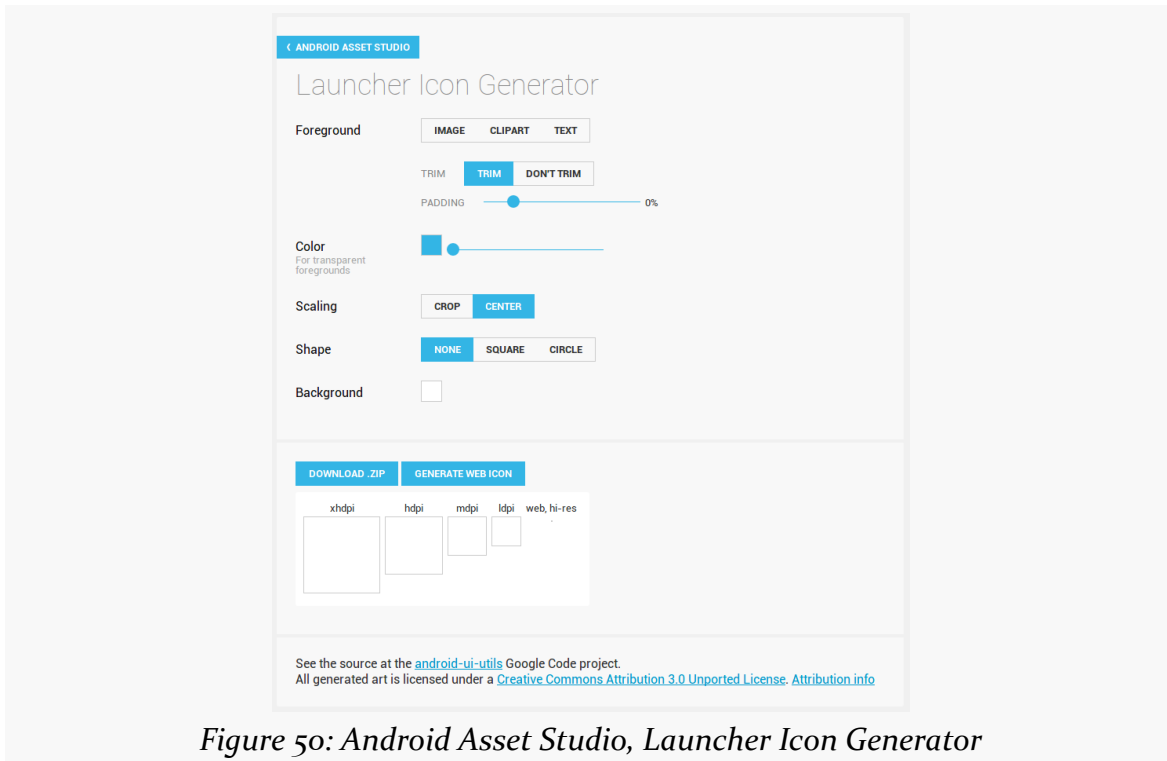 ‹ ANDROID ASSET STUDIO
Launcher Icon Generator
Foreground IMAGE CLIPART TEXT
TRIM TRIM DON'T TRIM
PADDING 0%
Color
For transparent
foregrounds
Scaling CROP CENTER
Shape NONE SQUARE CIRCLE
Background
DOWNLOAD .ZIP GENERATE WEB ICON
xhdpi hdpi mdpi ldpi web, hi-res
See the source at the android-ui-utils Google Code project.
All generated art is licensed under a Creative Commons Attribution 3.0 Unported License. Attribution info
Figure 50: Android Asset Studio, Launcher Icon Generator